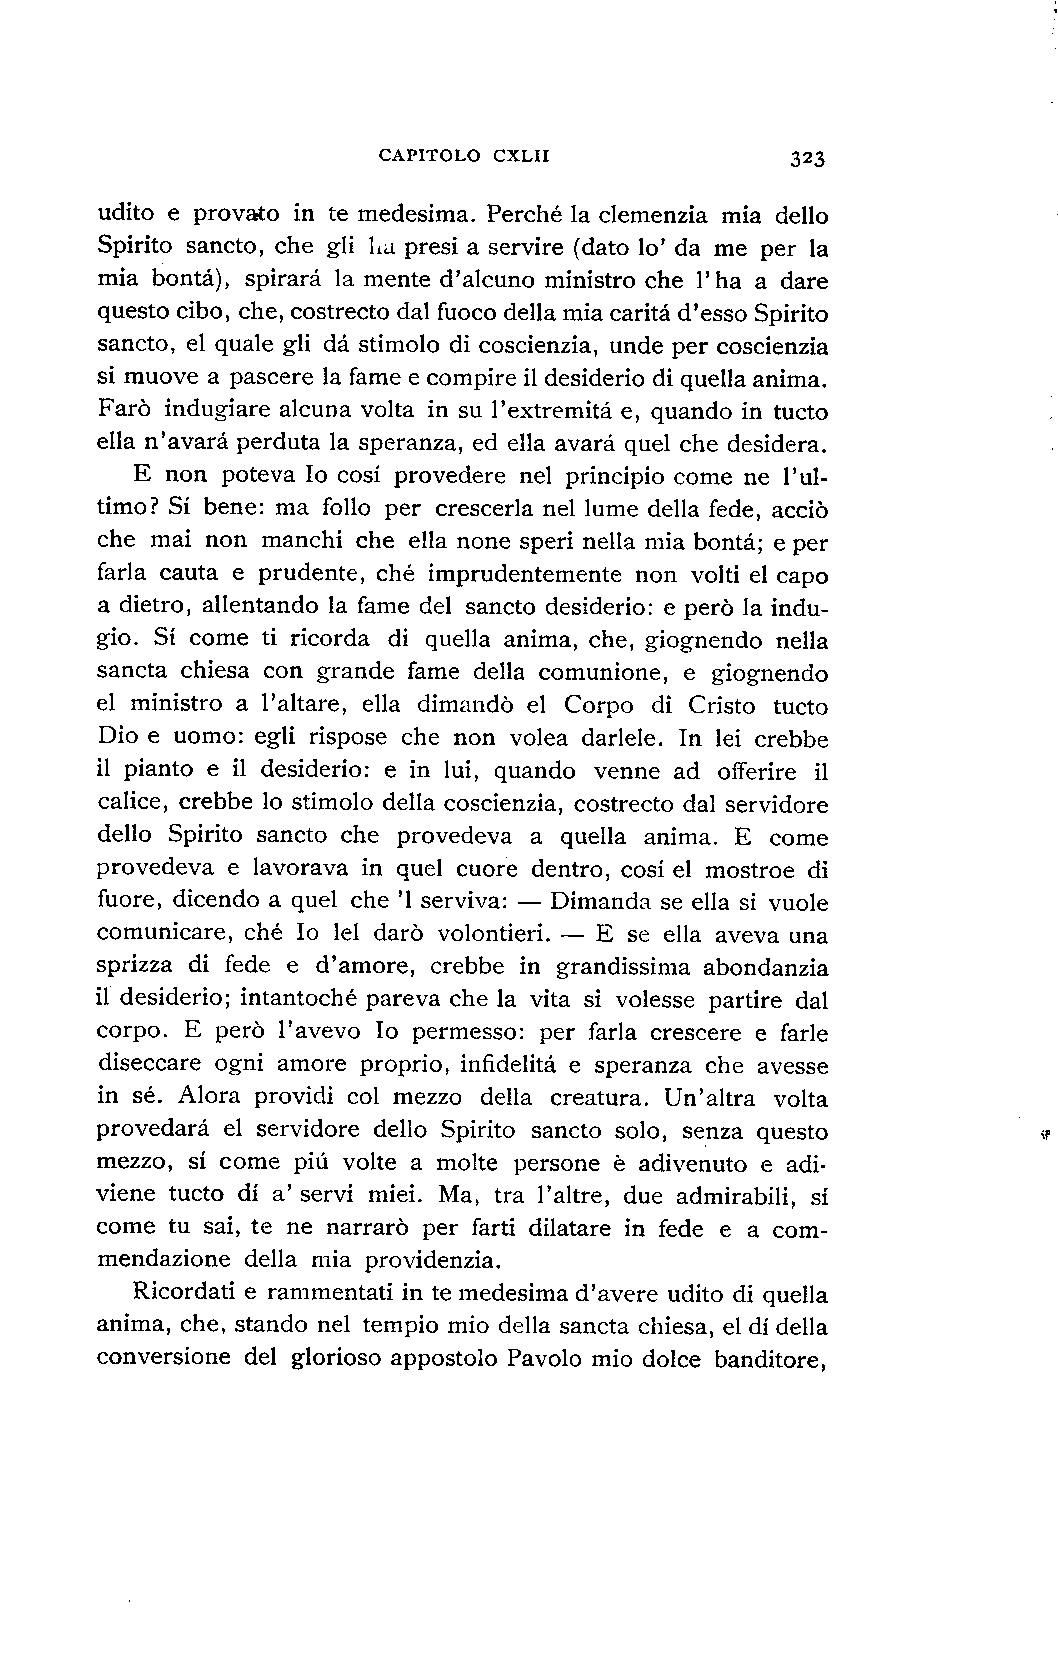 CAPITOLO CXLII 323
udito e provato in te medesima. Perché la clemenzia mia dello
Spirito sancto, che gli ha presi a servire (dato lo' da me per la
mia bontá), spirará la mente d'alcuno ministro che l'ha a dare
questo cibo, che, costrecto dal fuoco della mia caritá d'esso Spirito
sancto, el quale gli dá stimolo di coscienzia, unde per coscienzia
si muove a pascere la fame e compire il desiderio di quella anima.
Farò indugiare alcuna volta in su l'extremitá e, quando in tucto
ella n'avará perduta la speranza, ed ella avará quel che desidera.
E non poteva Io cosí provedere nel principio come ne l'ul-
timo? Sí bene: ma follo per crescerla nel lume della fede, acciò
che mai non manchi che ella none speri nella mia bontá; e per
farla cauta e prudente, ché imprudentemente non volti el capo
a dietro, allentando la fame del sancto desiderio: e però la indu-
gio. Sí come ti ricorda di quella anima, che, giognendo nella
sancta chiesa con grande fame della comunione, e giognendo
el ministro a l'altare, ella dimandò el Corpo di Cristo tucto
Dio e uomo: egli rispose che non volea darlele. In lei crebbe
il pianto e il desiderio: e in lui, quando venne ad offerire il
calice, crebbe lo stimolo della coscienzia, costrecto dal servidore
dello Spirito sancto che provedeva a quella anima. E come
provedeva e lavorava in quel cuore dentro, cosí el mostroe di
fuore, dicendo a quel che 'l serviva: — Dimanda se ella si vuole
comunicare, ché Io lel darò volontieri. — E se ella aveva una
sprizza di fede e d'amore, crebbe in grandissima abondanzia
il desiderio; intantoché pareva che la vita si volesse partire dal
corpo. E però l'avevo Io permesso: per farla crescere e farle
diseccare ogni amore proprio, infidelitá e speranza che avesse
in sé. Alora providi col mezzo della creatura. Un'altra volta
provedará el servidore dello Spirito sancto solo, senza questo
mezzo, sí come piú volte a molte persone è adivenuto e adi-
viene tucto dí a' servi miei. Ma, tra l'altre, due admirabili, sí
come tu sai, te ne narrarò per farti dilatare in fede e a com-
mendazione della mia providenzia.
Ricordati e rammentati in te medesima d'avere udito di quella
anima, che, stando nel tempio mio della sancta chiesa, el dí della
conversione del glorioso appostolo Pavolo mio dolce banditore,